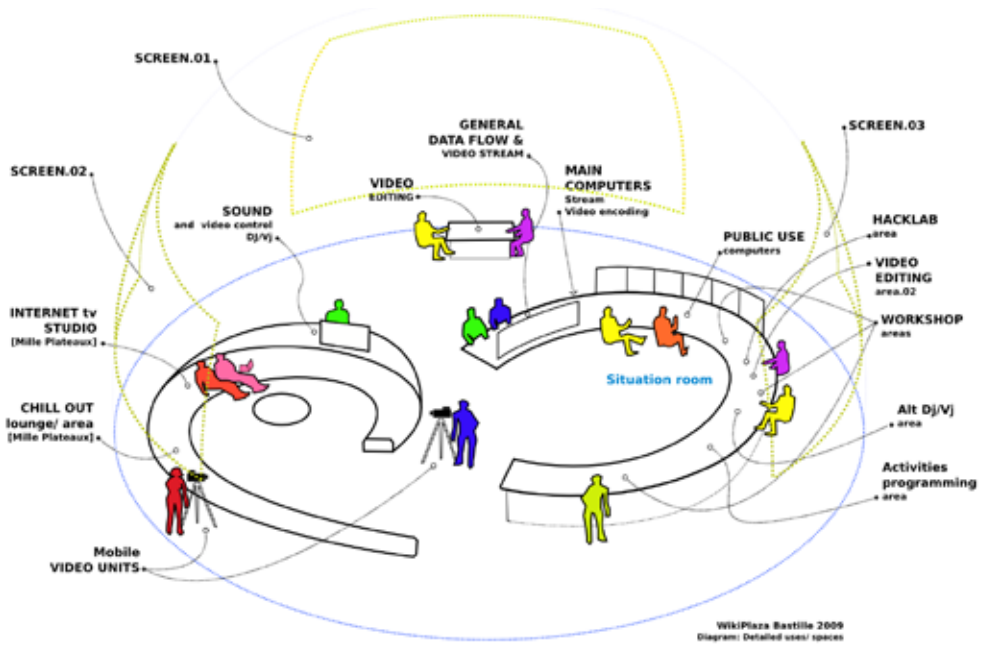 SCREEN.01
GENERAL
DATA FLOW &
VIDEO STREAM
SCREEN.03
SCREEN.02
VIDEO
EDITING
MAIN
COMPUTERS
Stream
Video encoding
SOUND
and video control
DJ/Vj
PUBLIC USE
computers
HACKLAB
area
VIDEO
EDITING
area.02
INTERNET tv
STUDIO
[Mille Plateaux]
WORKSHOP
areas
Situation room
CHILL OUT
lounge/ area
[Mille Plateaux]
Alt Dj/Vj
area
Activities
programming
area
Mobile
VIDEO UNITS
WikiPlaza Bastille 2009
Diagram: Detailed uses/ spaces